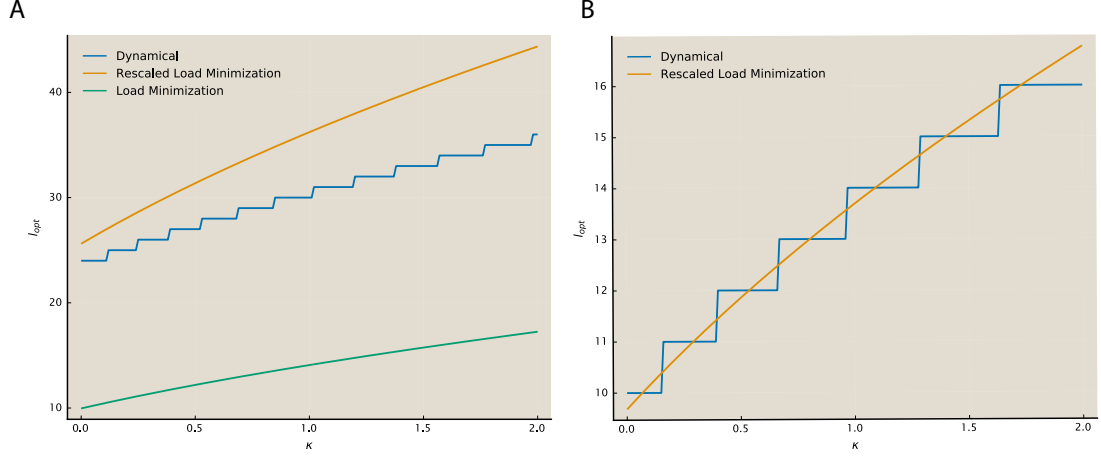 A
Dynamical
Rescaled Load Minimization
Load Minimization
40
30
20
10
l_opt
0.0 0.5 1.0 1.5 2.0
κ
B
Dynamical
Rescaled Load Minimization
16
15
14
13
12
11
10
l_opt
0.0 0.5 1.0 1.5 2.0
κ